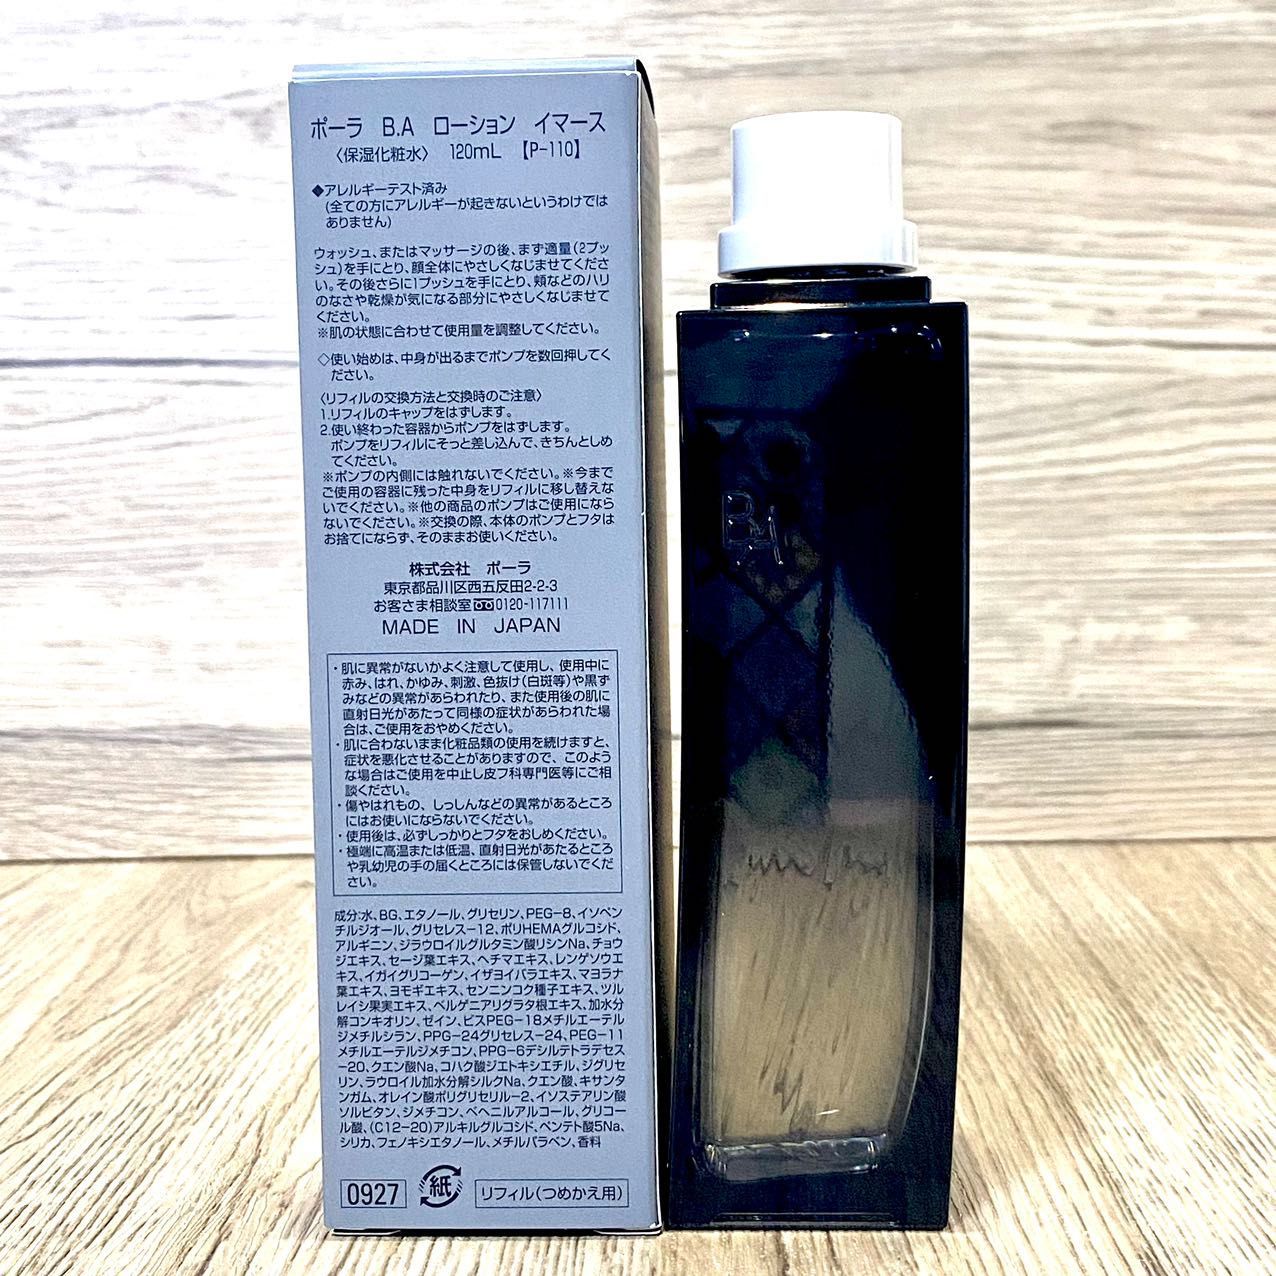 ポーラ B.A ローション イマース
〈保湿化粧水〉 120mL 【P-110】
◆アレルギーテスト済み
(全ての方にアレルギーが起きないというわけでは
ありません)
ウォッシュ、またはマッサージの後、まず適量(2プッ
シュ)を手にとり、顔全体にやさしくなじませてくださ
い。その後さらに1プッシュを手にとり、頬などのハリ
のなさや乾燥が気になる部分にやさしくなじませて
ください。
※肌の状態に合わせて使用量を調整してください。
◇使い始めは、中身が出るまでポンプを数回押してく
ださい。
〈リフィルの交換方法と交換時のご注意〉
1.リフィルのキャップをはずします。
2.使い終わった容器からポンプをはずします。
ポンプをリフィルにそっと差し込んで、きちんとしめ
てください。
※ポンプの内側には触れないでください。※今まで
ご使用の容器に残った中身をリフィルに移し替えな
いでください。※他の商品のポンプはご使用になら
ないでください。※交換の際、本体のポンプとフタは
お捨てにならず、そのままお使いください。
株式会社 ポーラ
東京都品川区西五反田2-2-3
お客さま相談室 0120-117111
MADE IN JAPAN
・肌に異常がないかよく注意して使用し、使用中に
赤み、はれ、かゆみ、刺激、色抜け(白斑等)や黒ず
みなどの異常があらわれたり、また使用後の肌に
直射日光があたって同様の症状があらわれた場
合は、ご使用をおやめください。
・肌に合わないまま化粧品類の使用を続けますと、
症状を悪化させることがありますので、このよう
な場合はご使用を中止し皮フ科専門医等にご相
談ください。
・傷やはれもの、しっしんなどの異常があるところ
にはお使いにならないでください。
・使用後は、必ずしっかりとフタをおしめください。
・極端に高温または低温、直射日光があたるところ
や乳幼児の手の届くところには保管しないでくだ
さい。
成分:水、BG、エタノール、グリセリン、PEG-8、イソペン
チルジオール、グリセレス-12、ポリHEMAグルコシド、
アルギニン、ジラウロイルグルタミン酸リシンNa、チョウ
ジエキス、セージ葉エキス、ヘチマエキス、レンゲソウエ
キス、イガイグリコーゲン、イザヨイバラエキス、マヨラナ
葉エキス、ヨモギエキス、センニンコク種子エキス、ツル
レイシ果実エキス、ベルゲニアリグラタ根エキス、加水分
解コンキオリン、ゼイン、ビスPEG-18メチルエーテル
ジメチルシラン、PPG-24グリセレス-24、PEG-11
メチルエーテルジメチコン、PPG-6デシルテトラデセス
-20、クエン酸Na、コハク酸ジエトキシエチル、ジグリセ
リン、ラウロイル加水分解シルクNa、クエン酸、キサンタ
ンガム、オレイン酸ポリグリセリル-2、イソステアリン酸
ソルビタン、ジメチコン、ベヘニルアルコール、グリコー
ル酸、(C12-20)アルキルグルコシド、ペンテト酸5Na、
シリカ、フェノキシエタノール、メチルパラベン、香料
0927 紙 リフィル(つめかえ用)
B.A